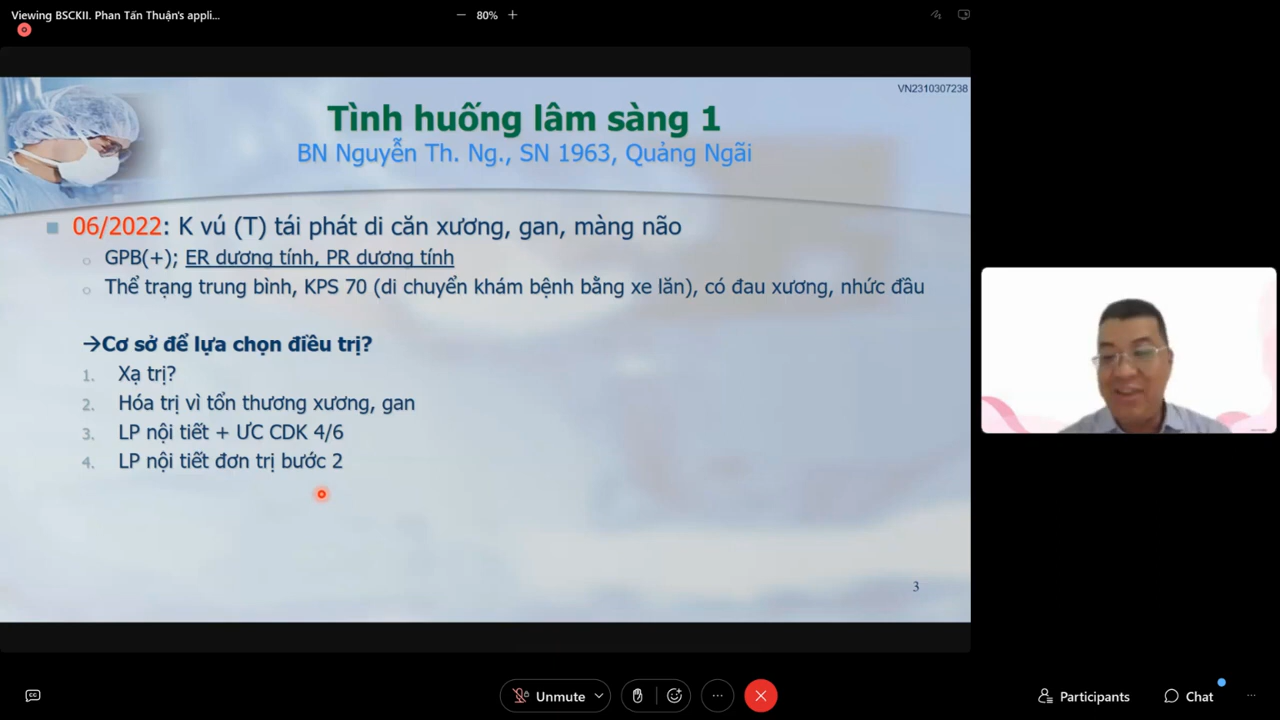 Viewing BSCKII. Phan Tấn Thuận's appli...
80%
VN2310307238
Tình huống lâm sàng 1
BN Nguyễn Th. Ng., SN 1963, Quảng Ngãi
06/2022: K vú (T) tái phát di căn xương, gan, màng não
GPB(+); ER dương tính, PR dương tính
Thể trạng trung bình, KPS 70 (di chuyển khám bệnh bằng xe lăn), có đau xương, nhức đầu
→Cơ sở để lựa chọn điều trị?
1. Xạ trị?
2. Hóa trị vì tổn thương xương, gan
3. LP nội tiết + ƯC CDK 4/6
4. LP nội tiết đơn trị bước 2
3
CC
Unmute
Participants
Chat